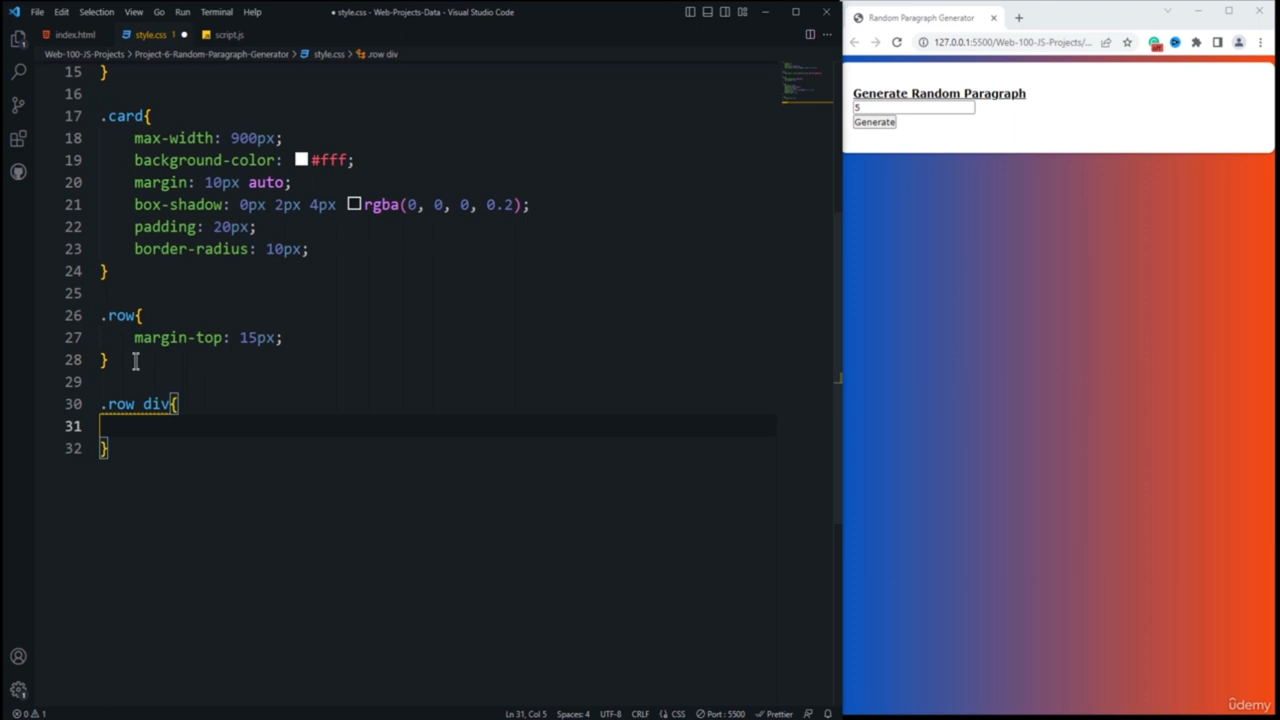 File Edit Selection View Go Run Terminal Help
● style.css - Web-Projects-Data - Visual Studio Code
index.html
style.css 1
script.js
Web-100-JS-Projects > Project-6-Random-Paragraph-Generator > style.css > .row div
15 }
16
17 .card{
18 max-width: 900px;
19 background-color: #fff;
20 margin: 10px auto;
21 box-shadow: 0px 2px 4px rgba(0, 0, 0, 0.2);
22 padding: 20px;
23 border-radius: 10px;
24 }
25
26 .row{
27 margin-top: 15px;
28 }
29
30 .row div{
31
32 }
0 1
Ln 31, Col 5 Spaces: 4 UTF-8 CRLF CSS Port : 5500 Prettier
Random Paragraph Generator
127.0.0.1:5500/Web-100-JS-Projects/...
Generate Random Paragraph
5
Generate
udemy